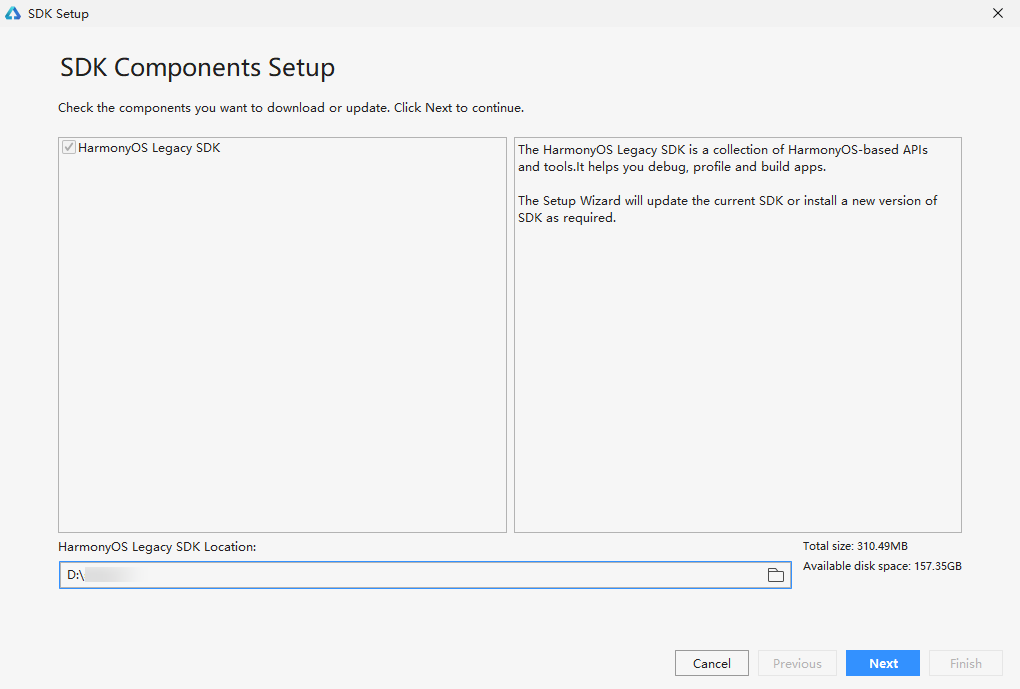 SDK Setup
SDK Components Setup
Check the components you want to download or update. Click Next to continue.
HarmonyOS Legacy SDK
The HarmonyOS Legacy SDK is a collection of HarmonyOS-based APIs
and tools.It helps you debug, profile and build apps.
The Setup Wizard will update the current SDK or install a new version of
SDK as required.
HarmonyOS Legacy SDK Location:
D:\
Total size: 310.49MB
Available disk space: 157.35GB
Cancel
Previous
Next
Finish